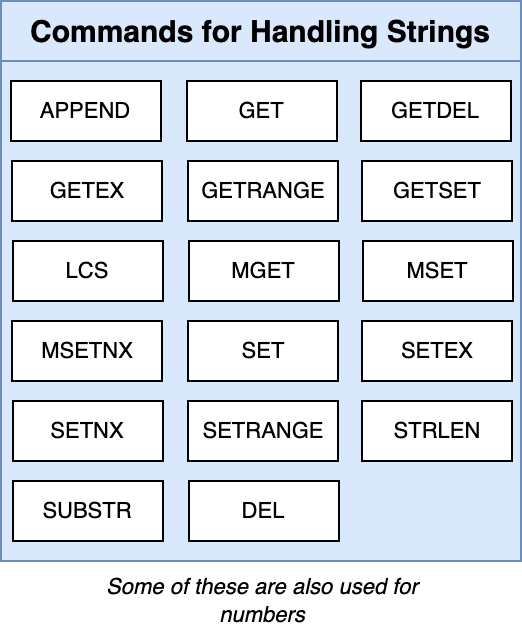 Commands for Handling Strings
APPEND GET GETDEL
GETEX GETRANGE GETSET
LCS MGET MSET
MSETNX SET SETEX
SETNX SETRANGE STRLEN
SUBSTR DEL
Some of these are also used for
numbers